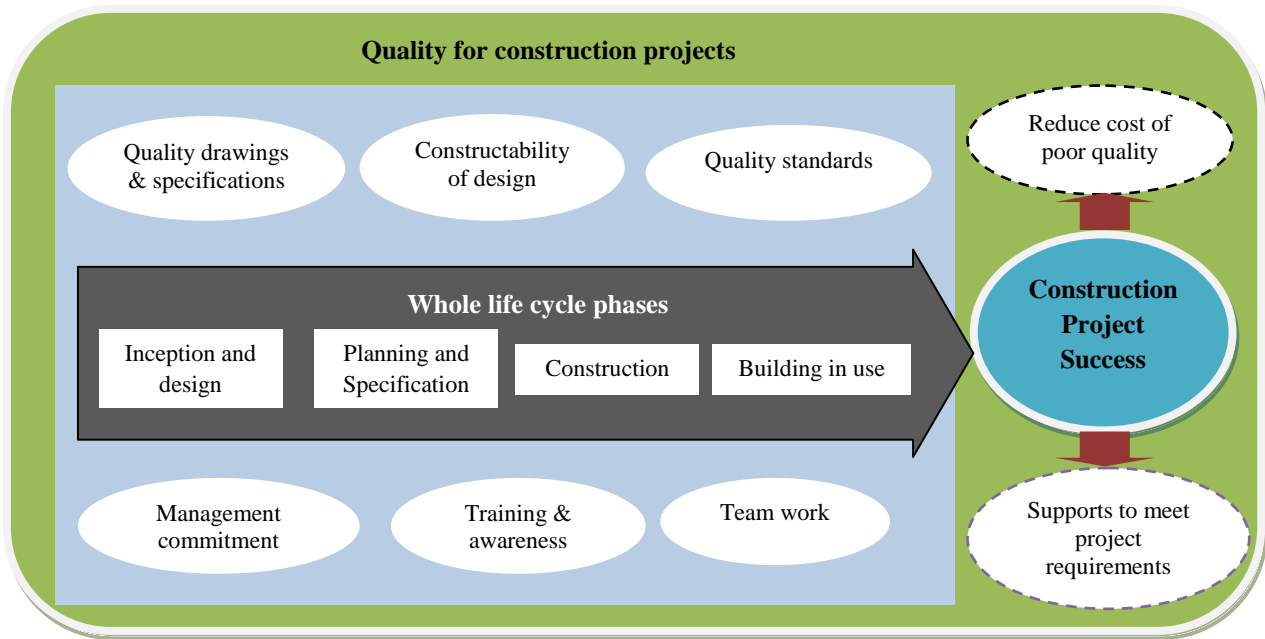 Quality for construction projects
Quality drawings
& specifications
Constructability
of design
Quality standards
Reduce cost of
poor quality
Whole life cycle phases
Inception and
design
Planning and
Specification
Construction
Building in use
Construction
Project
Success
Management
commitment
Training &
awareness
Team work
Supports to meet
project
requirements